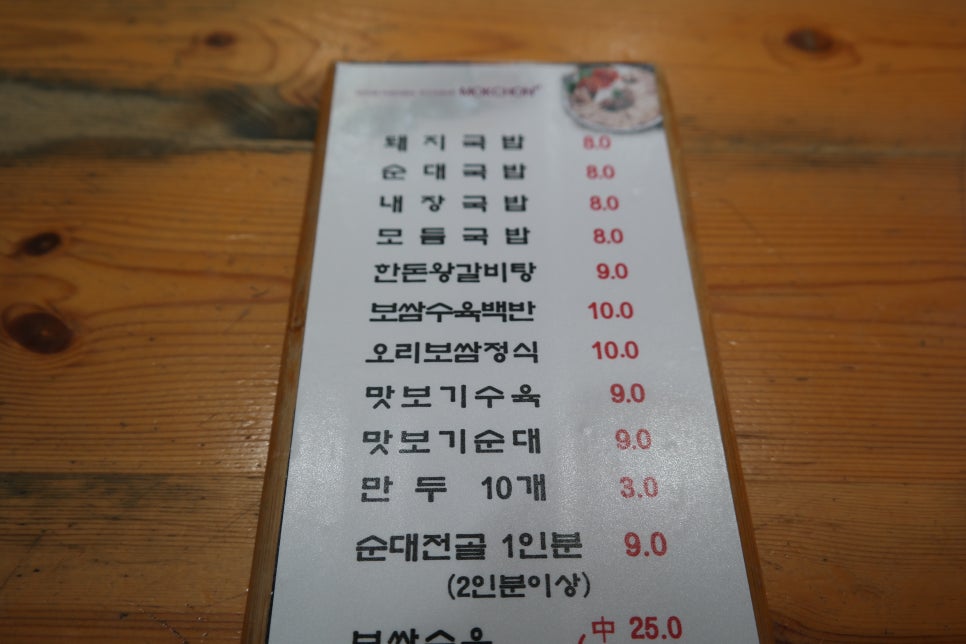 MOKCHON
돼지국밥 8.0
순대국밥 8.0
내장국밥 8.0
모듬국밥 8.0
한돈왕갈비탕 9.0
보쌈수육백반 10.0
오리보쌈정식 10.0
맛보기수육 9.0
맛보기순대 9.0
만두 10개 3.0
순대전골 1인분 9.0
(2인분이상)
보쌈수육 (中 25.0